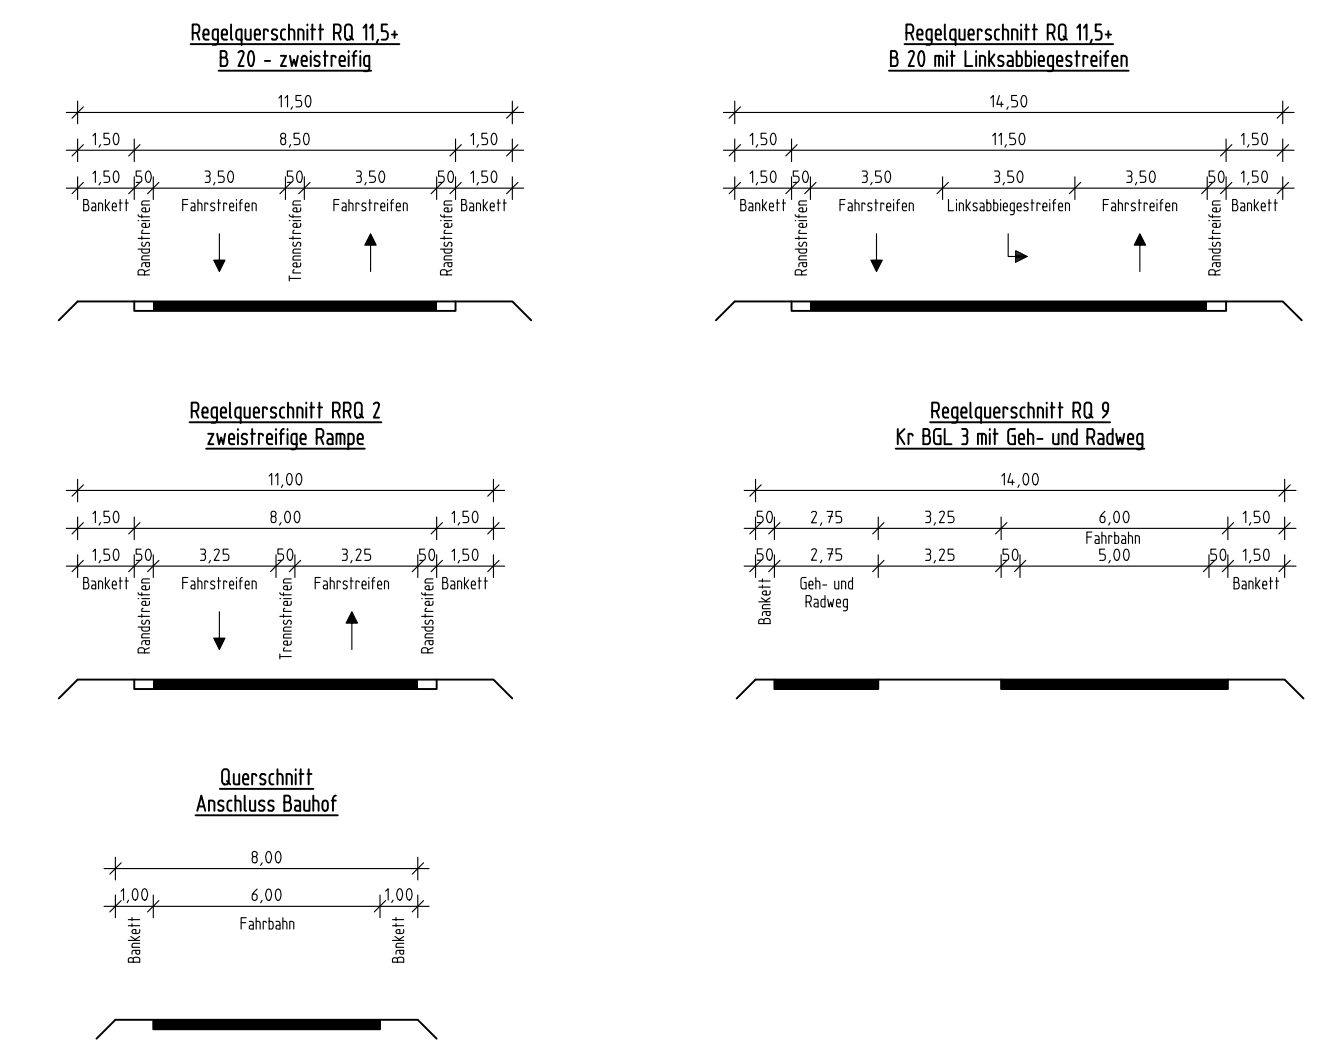 Regelquerschnitt RQ 11,5+
B 20 - zweistreifig
11,50
1,50 8,50 1,50
1,50 50 3,50 50 3,50 50 1,50
Bankett Randstreifen Fahrstreifen Trennstreifen Fahrstreifen Randstreifen Bankett
Regelquerschnitt RQ 11,5+
B 20 mit Linksabbiegestreifen
14,50
1,50 11,50 1,50
1,50 50 3,50 3,50 3,50 50 1,50
Bankett Randstreifen Fahrstreifen Linksabbiegestreifen Fahrstreifen Randstreifen Bankett
Regelquerschnitt RRQ 2
zweistreifige Rampe
11,00
1,50 8,00 1,50
1,50 50 3,25 50 3,25 50 1,50
Bankett Randstreifen Fahrstreifen Trennstreifen Fahrstreifen Randstreifen Bankett
Regelquerschnitt RQ 9
Kr BGL 3 mit Geh- und Radweg
14,00
50 2,75 3,25 6,00 1,50
Fahrbahn
50 2,75 3,25 50 5,00 50 1,50
Bankett Geh- und Bankett
Radweg
Querschnitt
Anschluss Bauhof
8,00
1,00 6,00 1,00
Bankett Fahrbahn Bankett